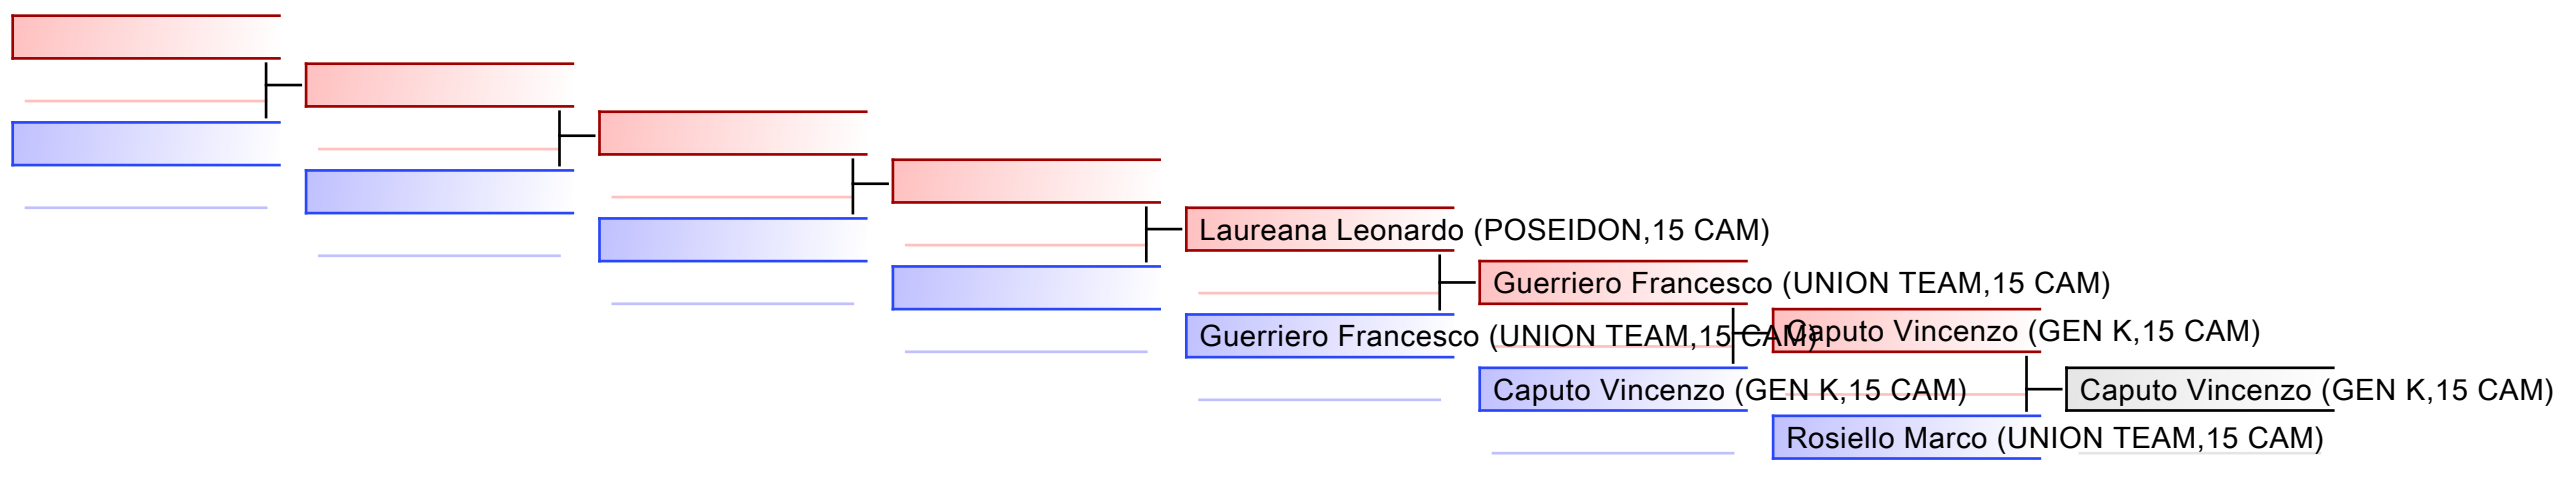 Laureana Leonardo (POSEIDON,15 CAM)
Guerriero Francesco (UNION TEAM,15 CAM)
Guerriero Francesco (UNION TEAM,15 CAM)
Caputo Vincenzo (GEN K,15 CAM)
Caputo Vincenzo (GEN K,15 CAM)
Caputo Vincenzo (GEN K,15 CAM)
Rosiello Marco (UNION TEAM,15 CAM)